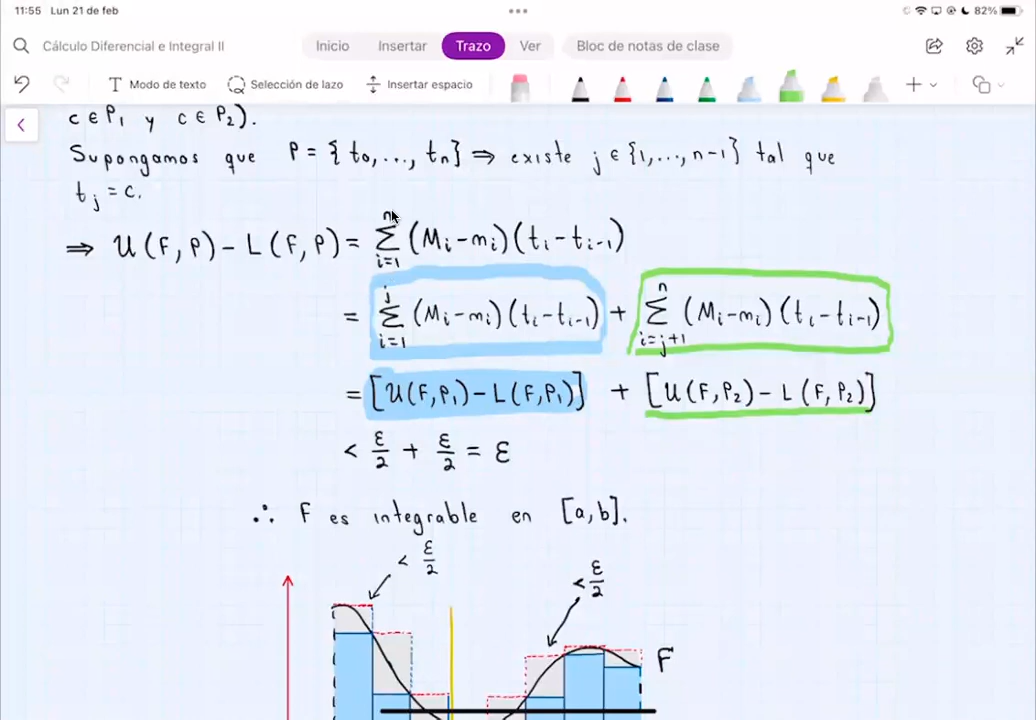 11:55 Lun 21 de feb
82%
Cálculo Diferencial e Integral II
Inicio Insertar Trazo Ver Bloc de notas de clase
Modo de texto Selección de lazo Insertar espacio
c ∈ P₁ y c ∈ P₂).
Supongamos que P = { t₀, ..., tₙ} ⇒ existe j ∈ {1, ..., n-1} tal que
tⱼ = c.
⇒ U(F, P) - L(F, P) = ∑ᵢ₌₁ⁿ (Mᵢ - mᵢ)(tᵢ - tᵢ₋₁)
= ∑ᵢ₌₁ʲ (Mᵢ - mᵢ)(tᵢ - tᵢ₋₁) + ∑ᵢ₌ⱼ₊₁ⁿ (Mᵢ - mᵢ)(tᵢ - tᵢ₋₁)
= [U(F, P₁) - L(F, P₁)] + [U(F, P₂) - L(F, P₂)]
< ε/2 + ε/2 = ε
∴ F es integrable en [a, b].
< ε/2
< ε/2
F